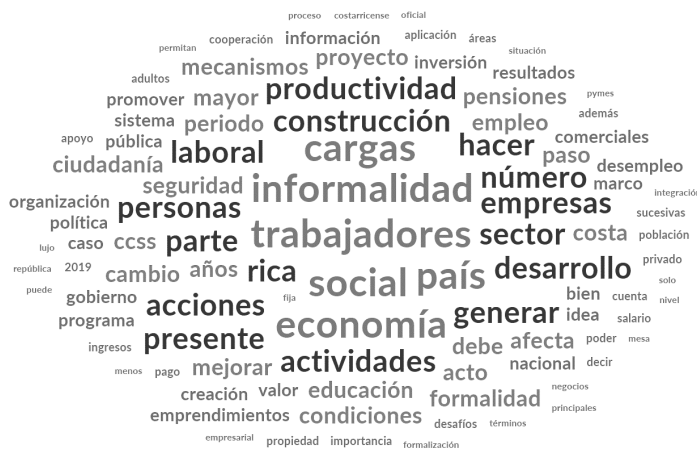 proceso costarricense oficial
cooperación información aplicación áreas
permitan mecanismos proyecto inversión situación
adultos productividad resultados
promover mayor pensiones pymes
sistema periodo construcción empleo además
apoyo pública laboral cargas hacer comerciales
ciudadanía paso desempleo
seguridad informalidad número marco integración
organización personas empresas sucesivas
política trabajadores
lujo caso ccss parte sector costa población
república 2019 cambio años rica social país desarrollo privado
puede gobierno acciones fija generar bien cuenta solo nivel
programa economía idea salario
ingresos presente debe afecta poder mesa
menos pago mejorar actividades acto nacional decir
creación valor educación formalidad negocios
emprendimientos condiciones desafíos términos principales
empresarial propiedad importancia formalización